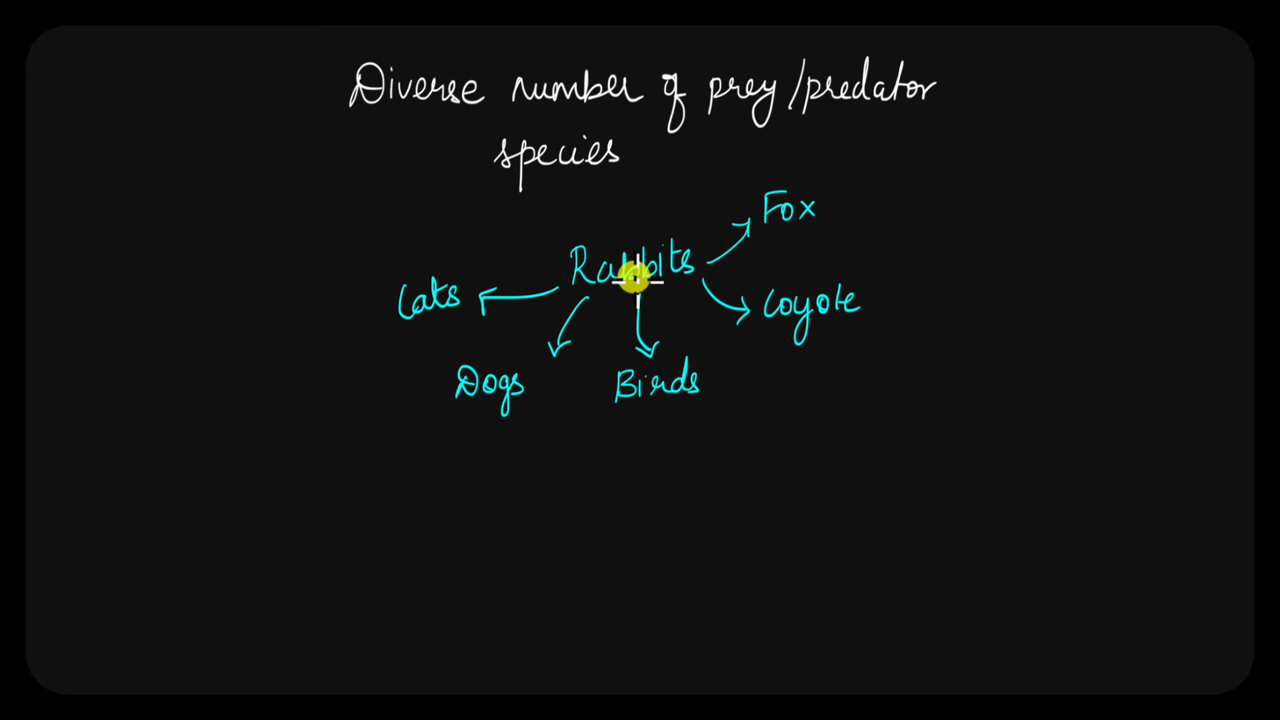 Diverse number of prey/predator
species
Fox
Rabbits
Cats
Coyote
Dogs
Birds